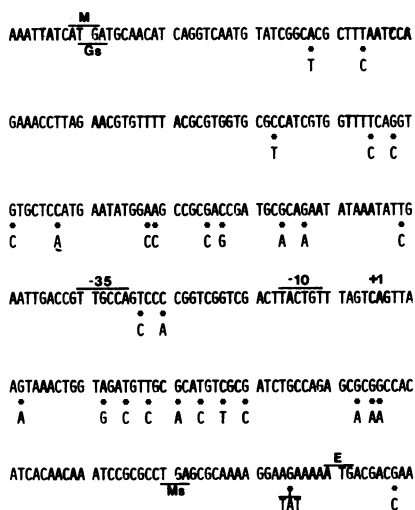 M
AAATTATCAT GATGCAACAT CAGGTCAATG TATCGGCACG CTTTAATCCA
Gs
* *
T C
GAAACCTTAG AACGTGTTTT ACGCGTGGTG CGCCATCGTG GTTTTCAGGT
* * *
T C C
GTGCTCCATG AATATGGAAG CCGCGACCGA TGCGCAGAAT ATAAATATTG
* * ** * * * * *
C A CC C G A A C
-35 -10 +1
AATTGACCGT TGCCAGTCCC CGGTCGGTCG ACTTACTGTT TAGTCAGTTA
* *
C A
AGTAAACTGG TAGATGTTGC GCATGTCGCG ATCTGCCAGA GCGCGGCCAC
* * * * * * * * * **
A G C C A C T C A AA
E
ATCACAACAA ATCCGCGCCT GAGCGCAAAA GGAAGAAAAA TGACGACGAA
Ms * *
TAT C